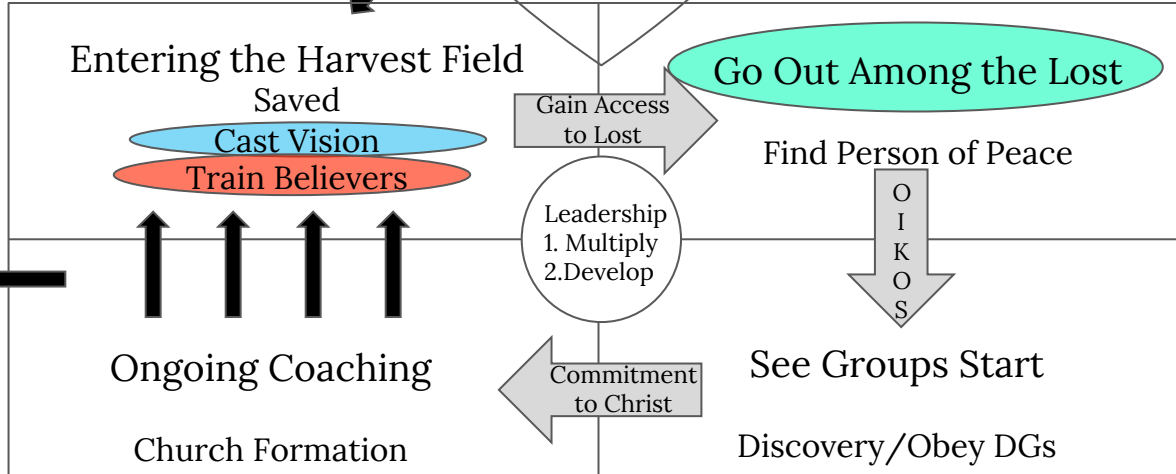 Entering the Harvest Field
Saved
Cast Vision
Train Believers
Gain Access
to Lost
Go Out Among the Lost
Find Person of Peace
O
I
K
O
S
Leadership
1. Multiply
2.Develop
See Groups Start
Discovery/Obey DGs
Commitment
to Christ
Ongoing Coaching
Church Formation